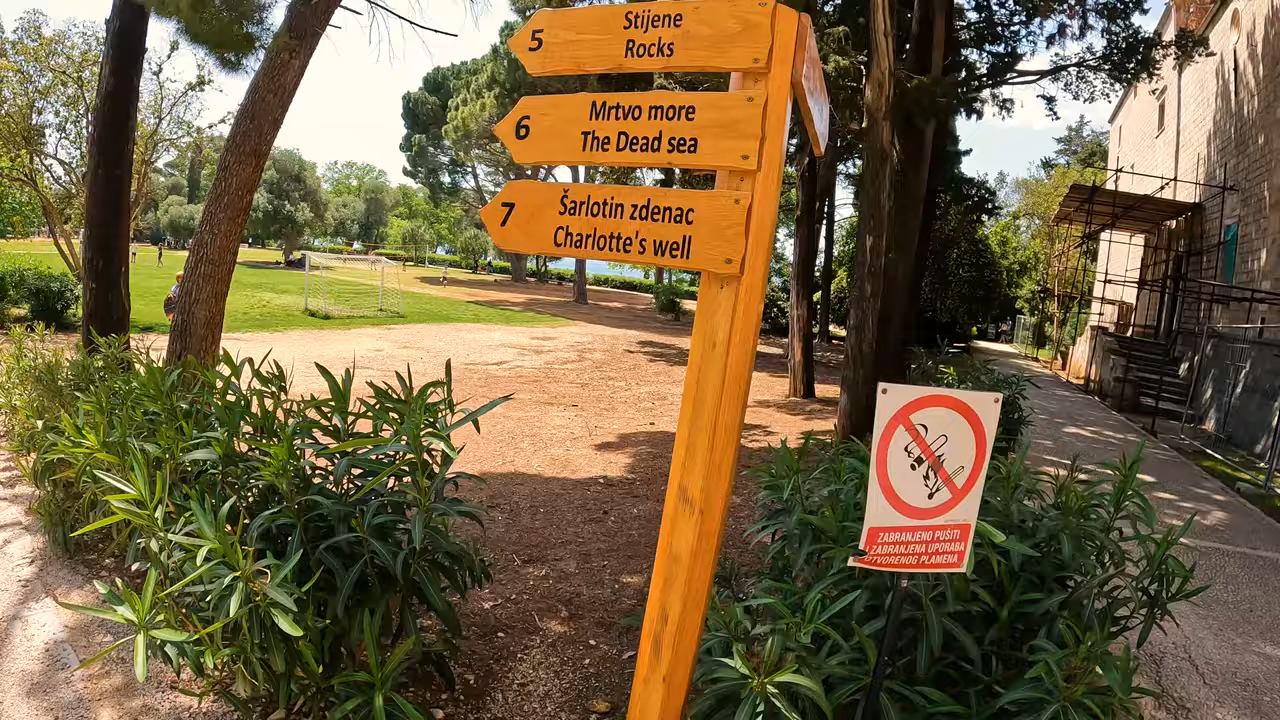 5
Stijene
Rocks
6
Mrtvo more
The Dead sea
7
Šarlotin zdenac
Charlotte's well
ZABRANJENO PUŠITI
I ZABRANJENA UPORABA
OTVORENOG PLAMENA